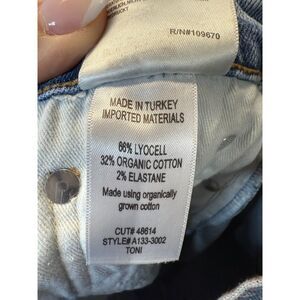 R/N#109670
MADE IN TURKEY
IMPORTED MATERIALS
66% LYOCELL
32% ORGANIC COTTON
2% ELASTANE
Made using organically
grown cotton
CUT# 48614
STYLE# A133-3002
TONI